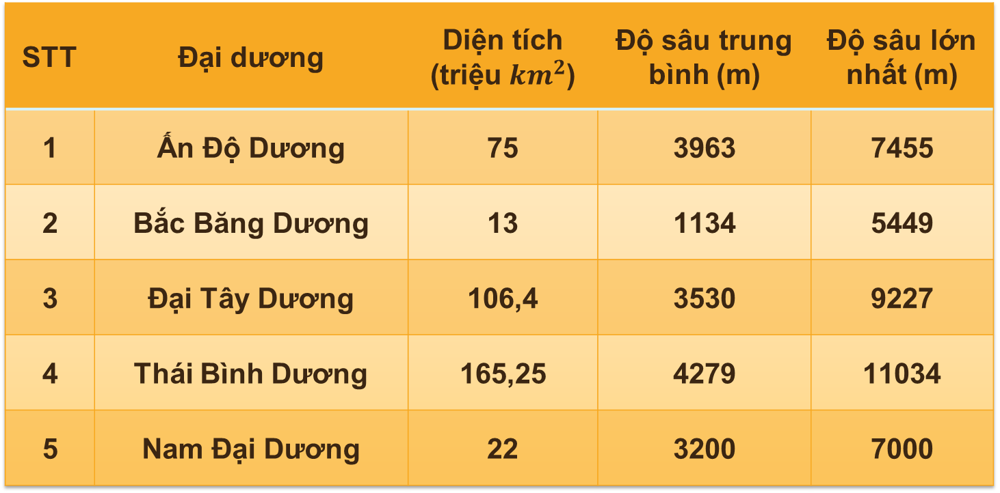 STT Đại dương Diện tích (triệu km²) Độ sâu trung bình (m) Độ sâu lớn nhất (m)
1 Ấn Độ Dương 75 3963 7455
2 Bắc Băng Dương 13 1134 5449
3 Đại Tây Dương 106,4 3530 9227
4 Thái Bình Dương 165,25 4279 11034
5 Nam Đại Dương 22 3200 7000